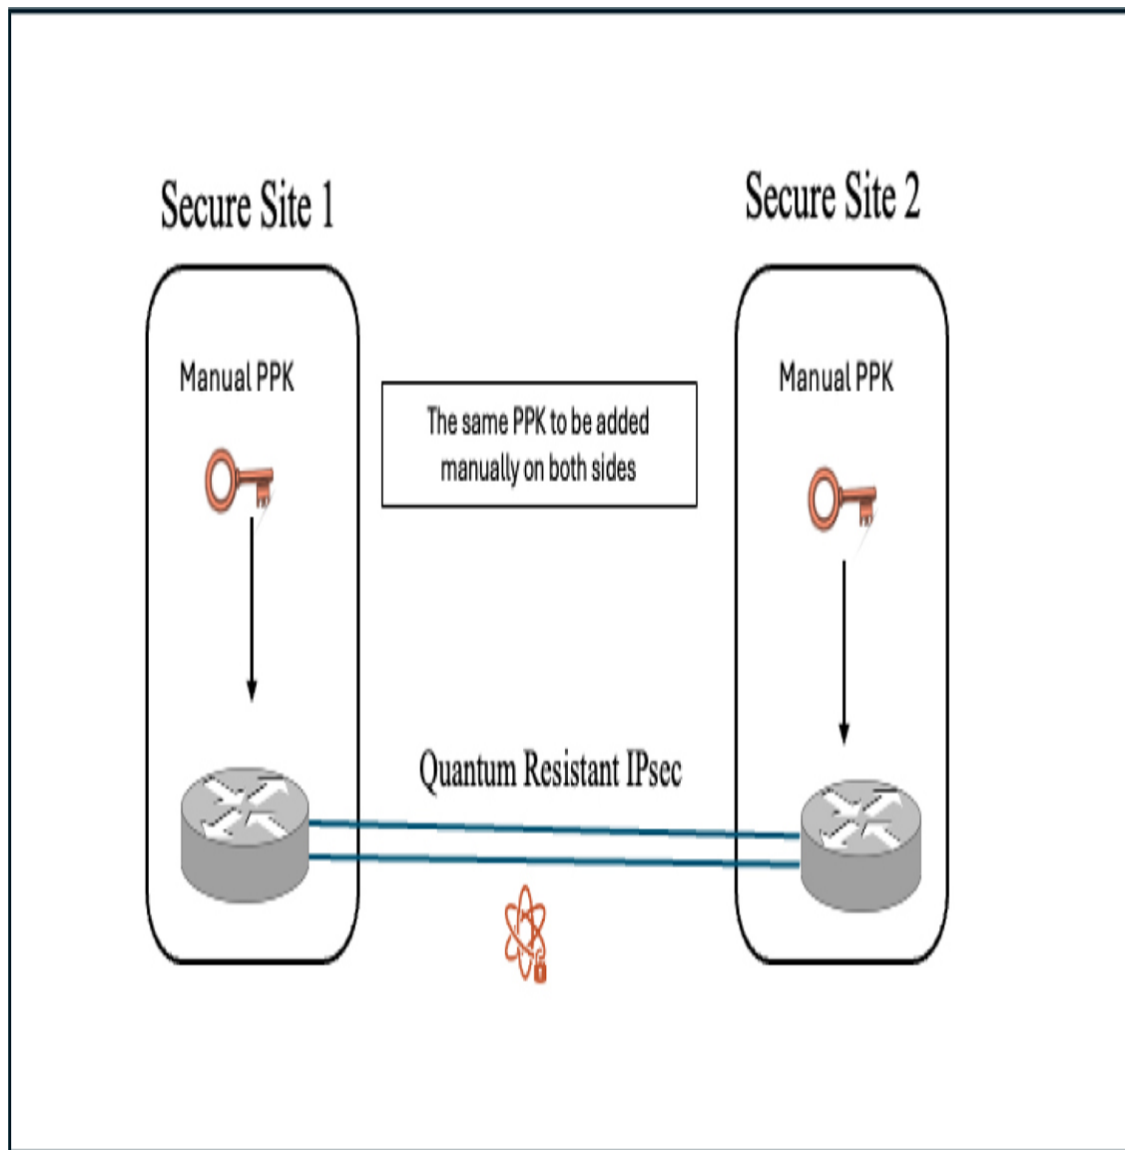 Secure Site 1
Secure Site 2
Manual PPK
Manual PPK
The same PPK to be added
manually on both sides
Quantum Resistant IPsec